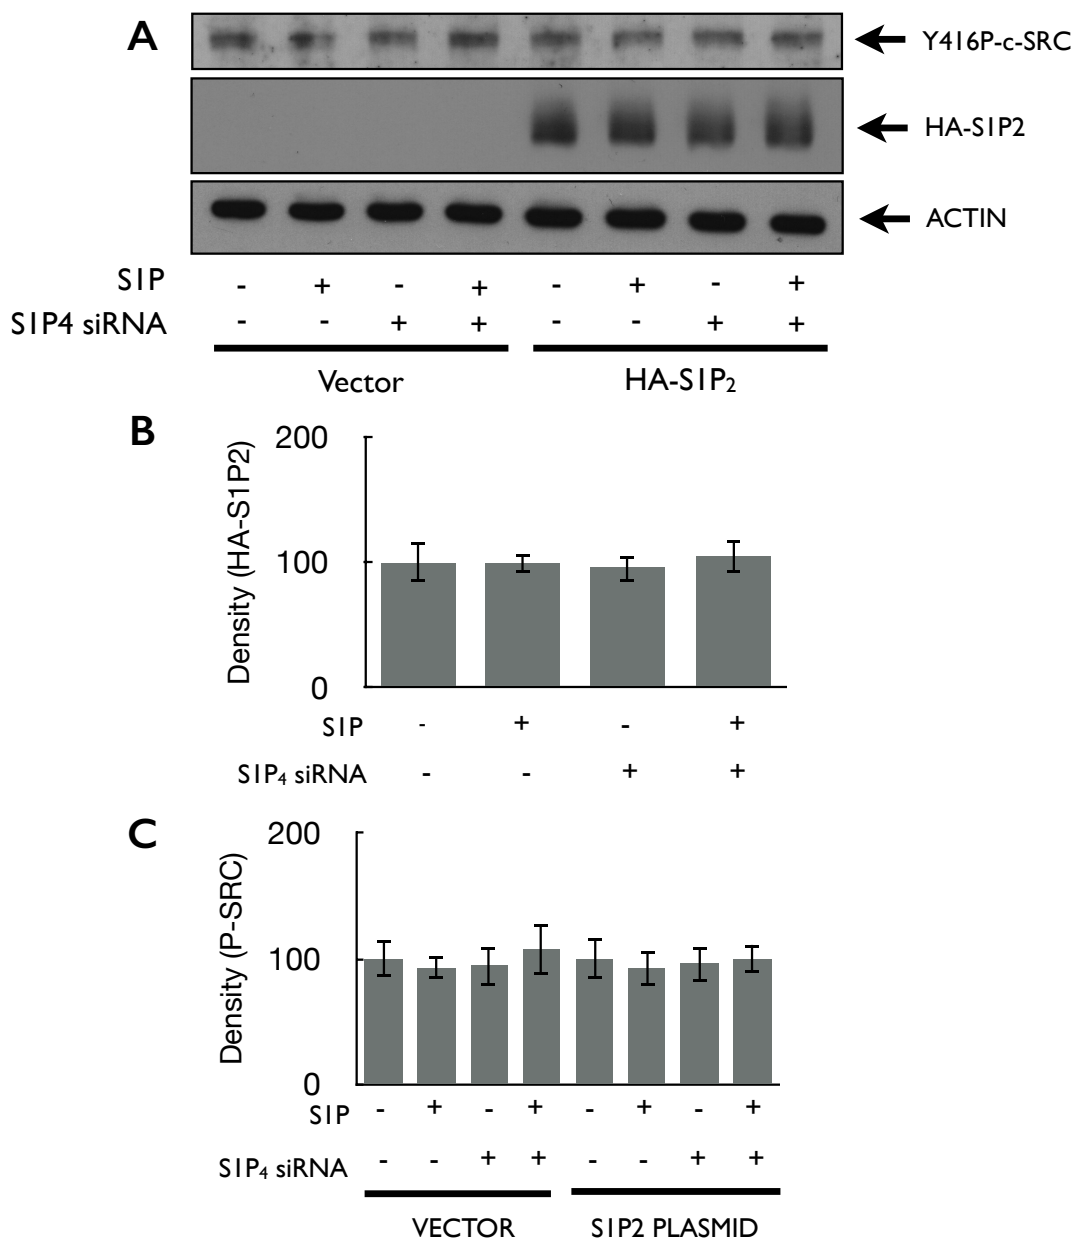 A
Y416P-c-SRC
HA-S1P2
ACTIN
S1P - + - + - + - +
S1P4 siRNA - - + + - - + +
Vector HA-S1P2
B
200
100
0
Density (HA-S1P2)
S1P - + - +
S1P4 siRNA - - + +
C
200
100
0
Density (P-SRC)
S1P - + - + - + - +
S1P4 siRNA - - + + - - + +
VECTOR S1P2 PLASMID